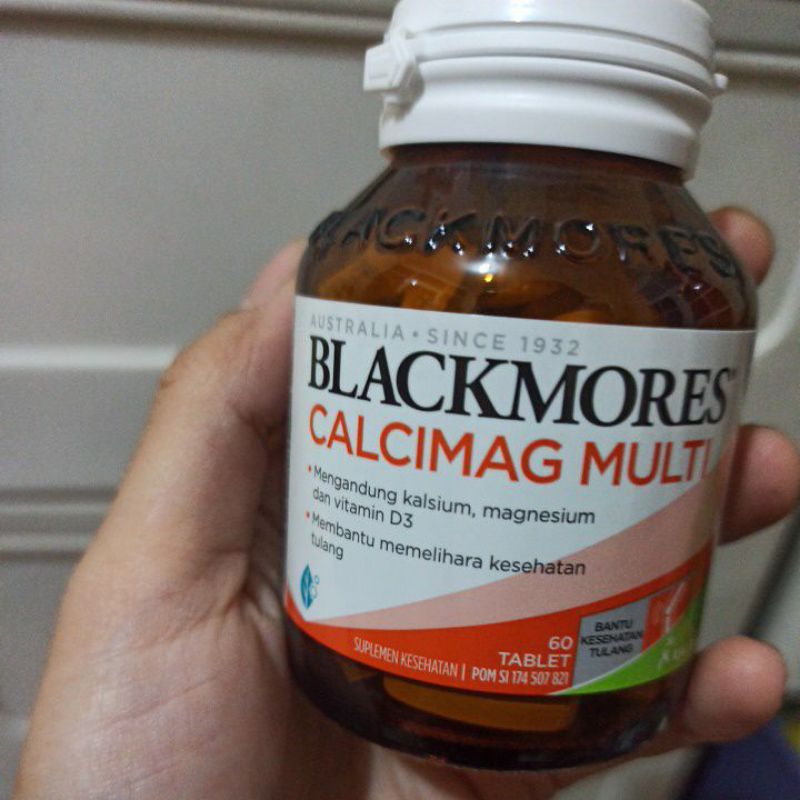 BLACKMORES
AUSTRALIA • SINCE 1932
BLACKMORES
CALCIMAG MULTI
• Mengandung kalsium, magnesium
dan vitamin D3
• Membantu memelihara kesehatan
tulang
60
TABLET
BANTU
KESEHATAN
TULANG
SUPLEMEN KESEHATAN | POM SI 174 507 821